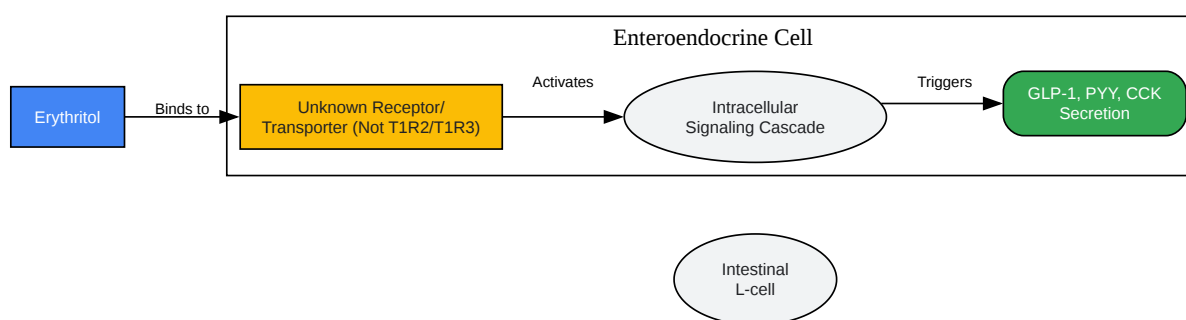 Enteroendocrine Cell
Erythritol
Binds to
Unknown Receptor/
Transporter (Not T1R2/T1R3)
Activates
Intracellular
Signaling Cascade
Triggers
GLP-1, PYY, CCK
Secretion
Intestinal
L-cell